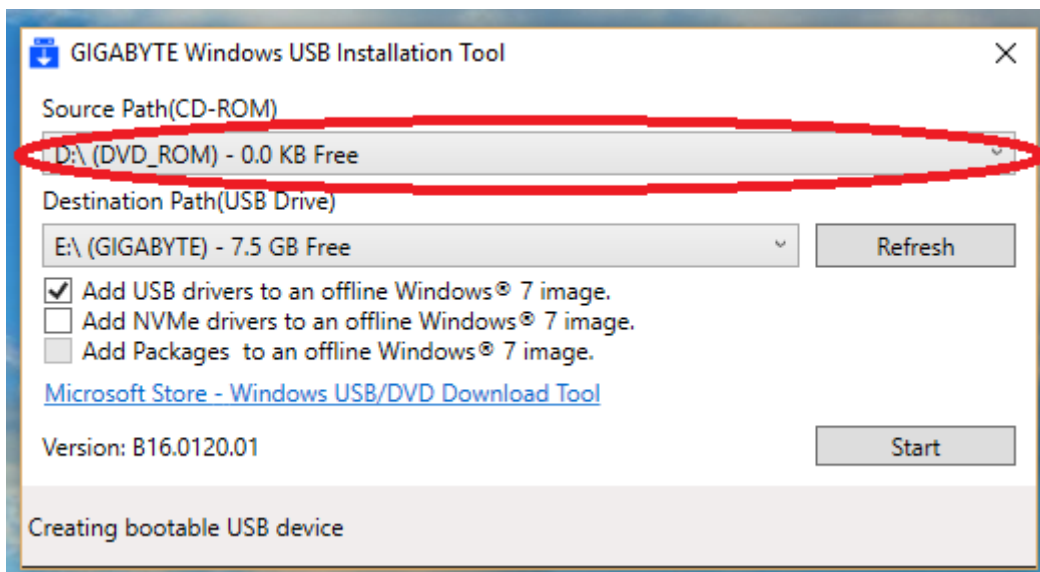 GIGABYTE Windows USB Installation Tool
Source Path(CD-ROM)
D:\ (DVD_ROM) - 0.0 KB Free
Destination Path(USB Drive)
E:\ (GIGABYTE) - 7.5 GB Free
Refresh
Add USB drivers to an offline Windows® 7 image.
Add NVMe drivers to an offline Windows® 7 image.
Add Packages  to an offline Windows® 7 image.
Microsoft Store - Windows USB/DVD Download Tool
Version: B16.0120.01
Start
Creating bootable USB device